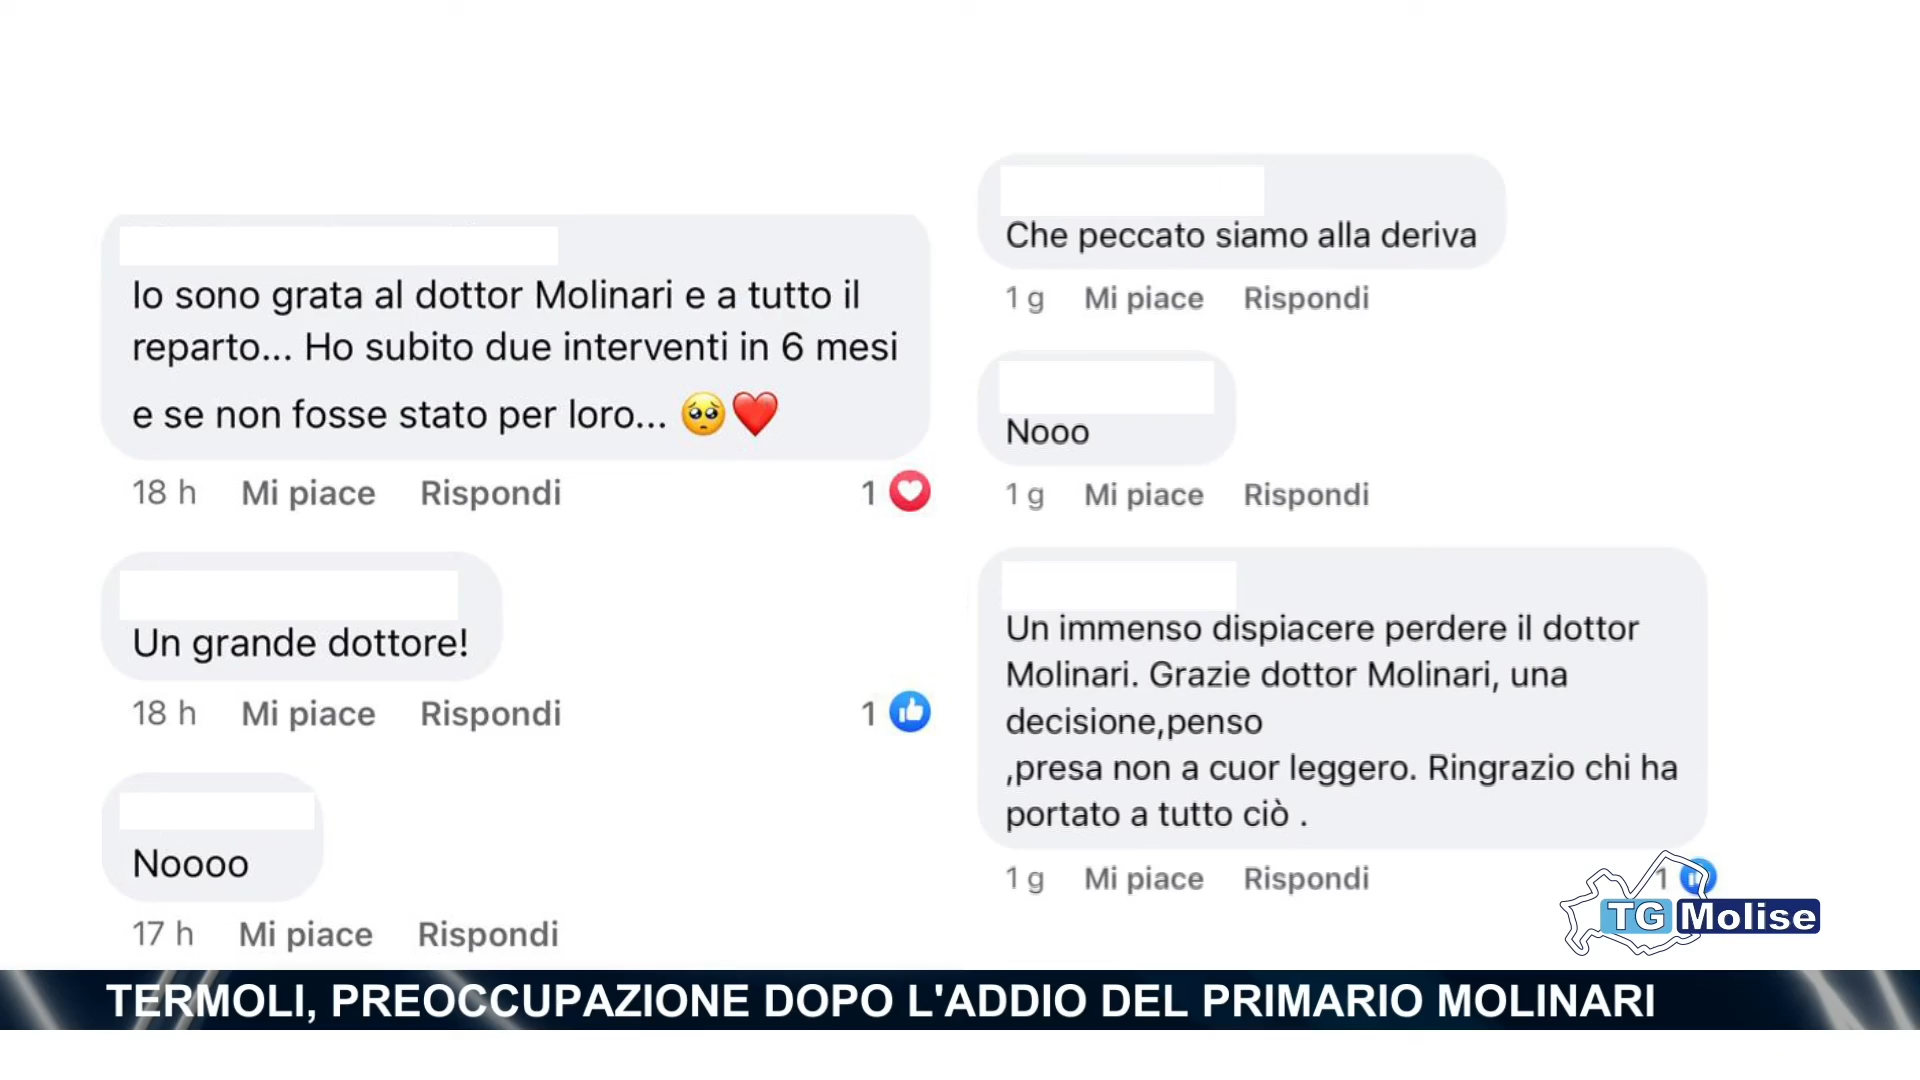 Io sono grata al dottor Molinari e a tutto il
reparto... Ho subito due interventi in 6 mesi
e se non fosse stato per loro... 🥺❤️
18 h Mi piace Rispondi 1
Un grande dottore!
18 h Mi piace Rispondi 1
Noooo
17 h Mi piace Rispondi
Che peccato siamo alla deriva
1 g Mi piace Rispondi
Nooo
1 g Mi piace Rispondi
Un immenso dispiacere perdere il dottor
Molinari. Grazie dottor Molinari, una
decisione,penso
,presa non a cuor leggero. Ringrazio chi ha
portato a tutto ciò .
1 g Mi piace Rispondi 1
TG Molise
TERMOLI, PREOCCUPAZIONE DOPO L'ADDIO DEL PRIMARIO MOLINARI